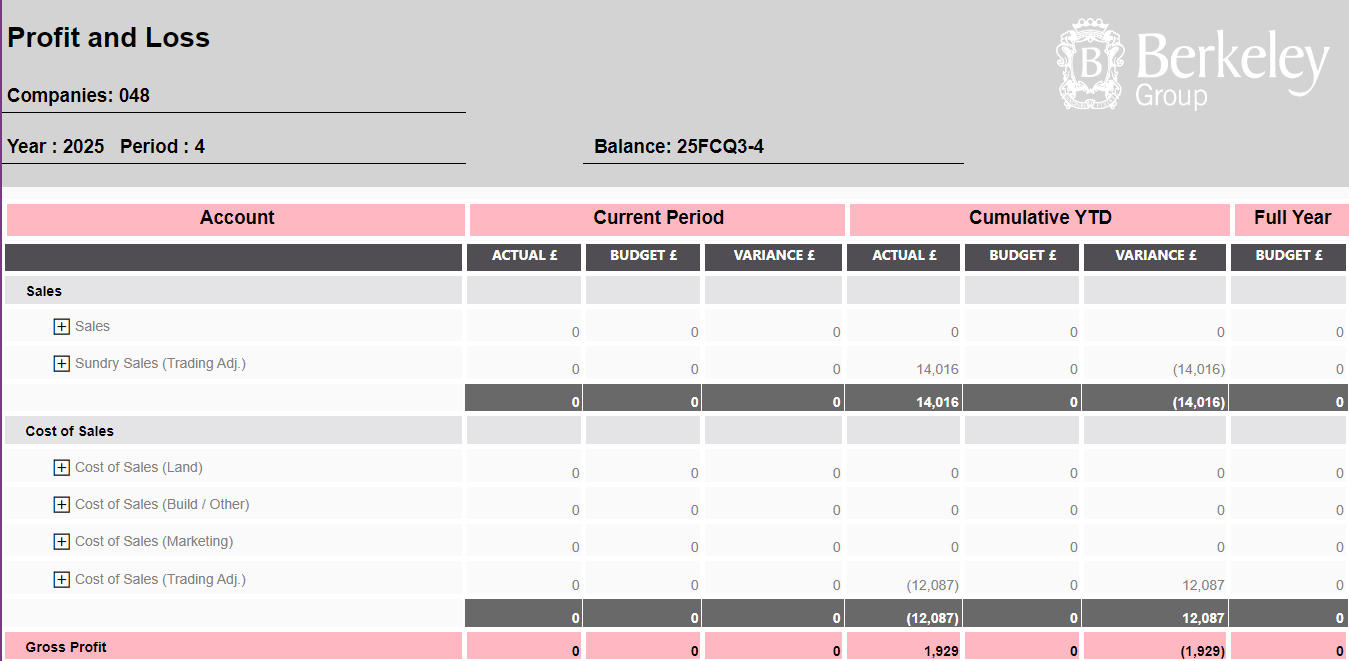 Profit and Loss
B Berkeley
Group
Companies: 048
Year : 2025 Period : 4 Balance: 25FCQ3-4
Account Current Period Cumulative YTD Full Year
ACTUAL £ BUDGET £ VARIANCE £ ACTUAL £ BUDGET £ VARIANCE £ BUDGET £
Sales
Sales 0 0 0 0 0 0 0
Sundry Sales (Trading Adj.) 0 0 0 14,016 0 (14,016) 0
0 0 0 14,016 0 (14,016) 0
Cost of Sales
Cost of Sales (Land) 0 0 0 0 0 0 0
Cost of Sales (Build / Other) 0 0 0 0 0 0 0
Cost of Sales (Marketing) 0 0 0 0 0 0 0
Cost of Sales (Trading Adj.) 0 0 0 (12,087) 0 12,087 0
0 0 0 (12,087) 0 12,087 0
Gross Profit 0 0 0 1,929 0 (1,929) 0